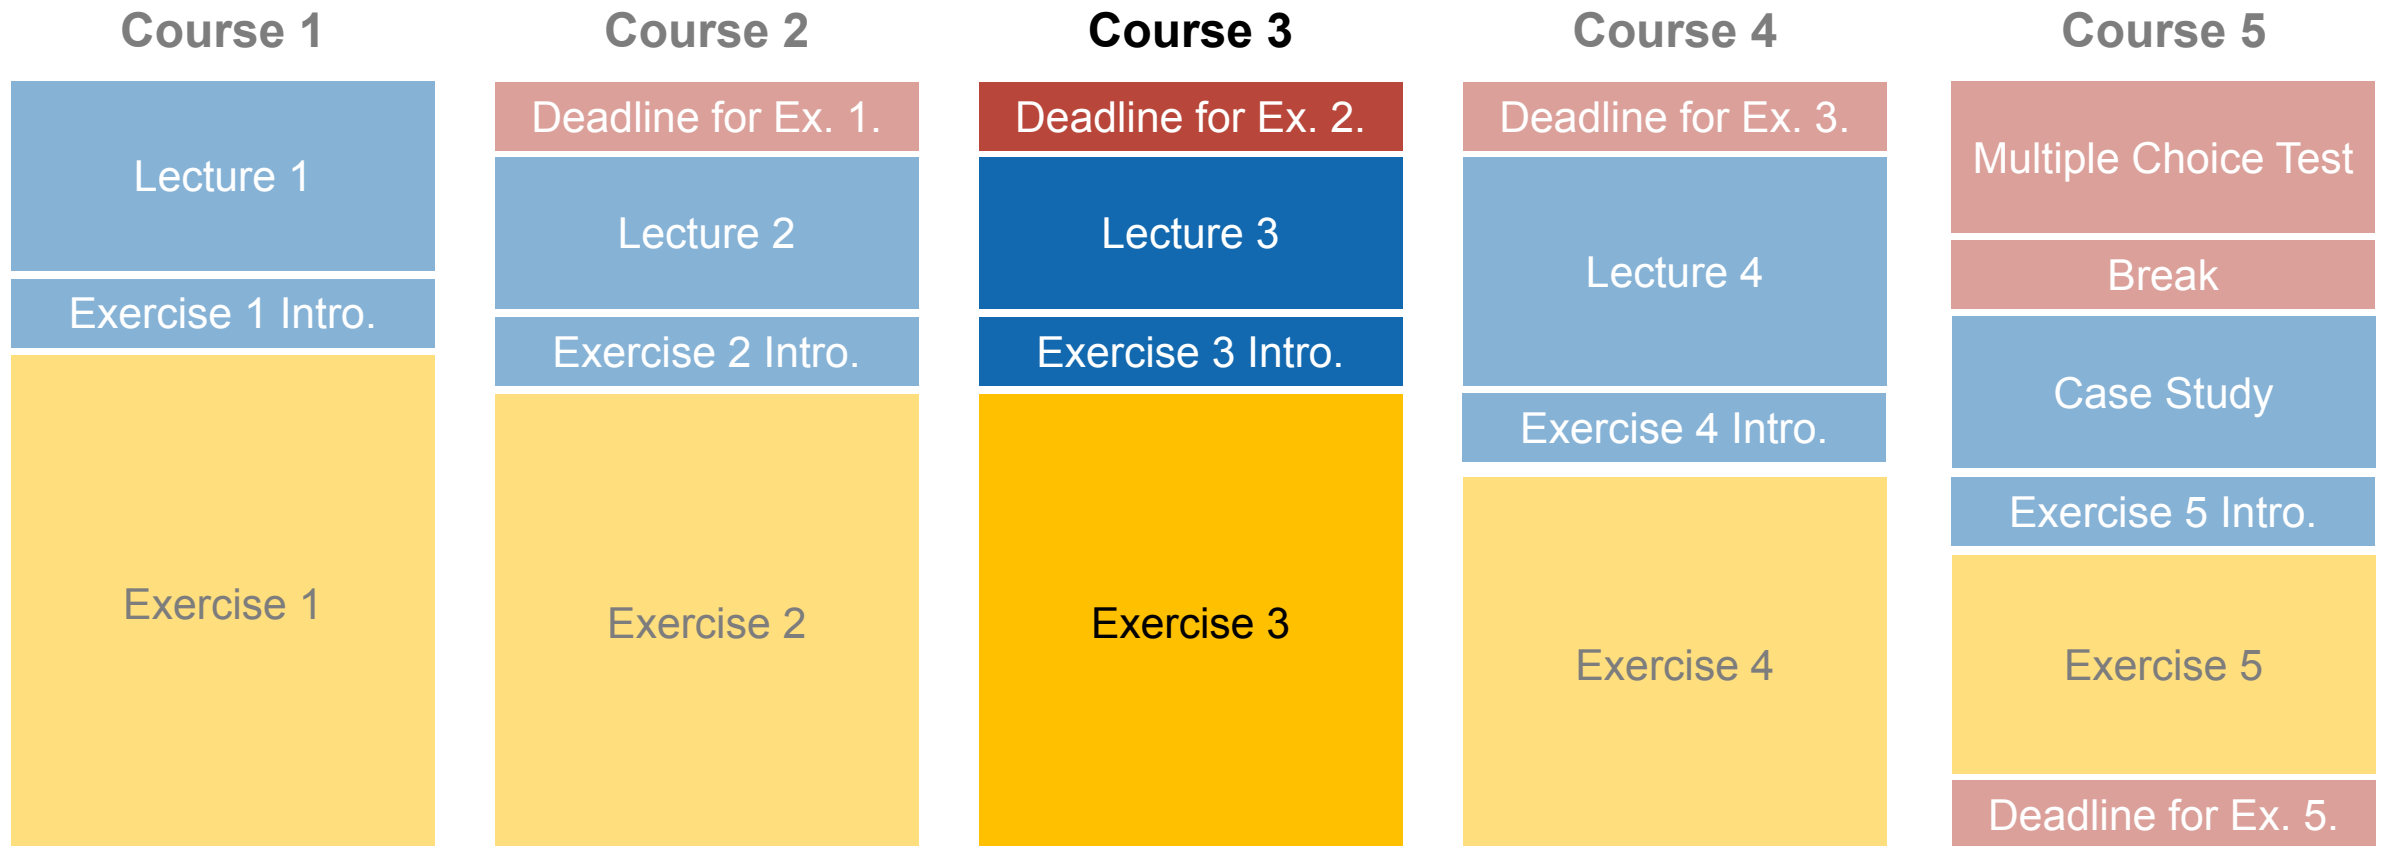 Course 1
Lecture 1
Exercise 1 Intro.
Exercise 1
Course 2
Deadline for Ex. 1.
Lecture 2
Exercise 2 Intro.
Exercise 2
Course 3
Deadline for Ex. 2.
Lecture 3
Exercise 3 Intro.
Exercise 3
Course 4
Deadline for Ex. 3.
Lecture 4
Exercise 4 Intro.
Exercise 4
Course 5
Multiple Choice Test
Break
Case Study
Exercise 5 Intro.
Exercise 5
Deadline for Ex. 5.